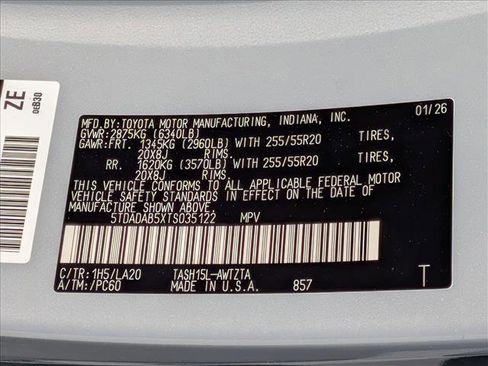 ZE
0EB30
MFD.BY:TOYOTA MOTOR MANUFACTURING, INDIANA, INC. 01/26
GVWR:2875KG (6340LB)
GAWR:FRT. 1345KG (2960LB) WITH 255/55R20 TIRES,
20X8J RIMS,
RR. 1620KG (3570LB) WITH 255/55R20 TIRES,
20X8J RIMS.
THIS VEHICLE CONFORMS TO ALL APPLICABLE FEDERAL MOTOR
VEHICLE SAFETY STANDARDS IN EFFECT ON THE DATE OF
MANUFACTURE SHOWN ABOVE.
5TDADAB5XTS035122 MPV
C/TR:1H5/LA20 TASH15L-AWTZTA
A/TM:/PC60 MADE IN U.S.A. 857 T